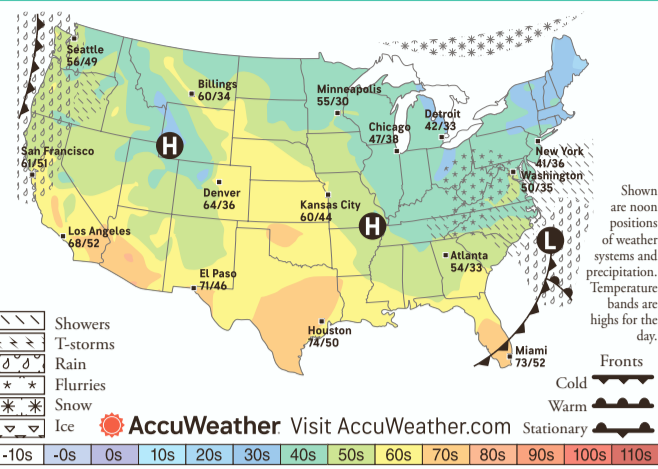 Seattle
56/49
Billings
60/34
Minneapolis
55/30
Detroit
42/33
Chicago
47/38
H
San Francisco
61/51
New York
41/36
Washington
50/35
Denver
64/36
Kansas City
60/44
H
Los Angeles
68/52
L
Atlanta
54/33
El Paso
71/46
Houston
74/50
Miami
73/52
Shown
are noon
positions
of weather
systems and
precipitation.
Temperature
bands are
highs for the
day.
Showers
T-storms
Rain
Flurries
Snow
Ice
Fronts
Cold
Warm
Stationary
AccuWeather Visit AccuWeather.com
-10s -0s 0s 10s 20s 30s 40s 50s 60s 70s 80s 90s 100s 110s